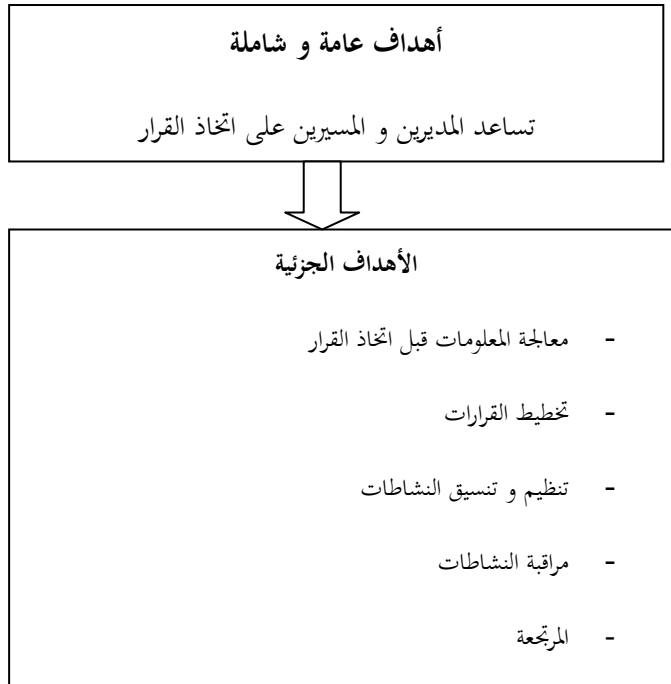 أهداف عامة و شاملة
تساعد المديرين و المسيرين على اتخاذ القرار
الأهداف الجزئية
- معالجة المعلومات قبل اتخاذ القرار
- تخطيط القرارات
- تنظيم و تنسيق النشاطات
- مراقبة النشاطات
- المرتجعة